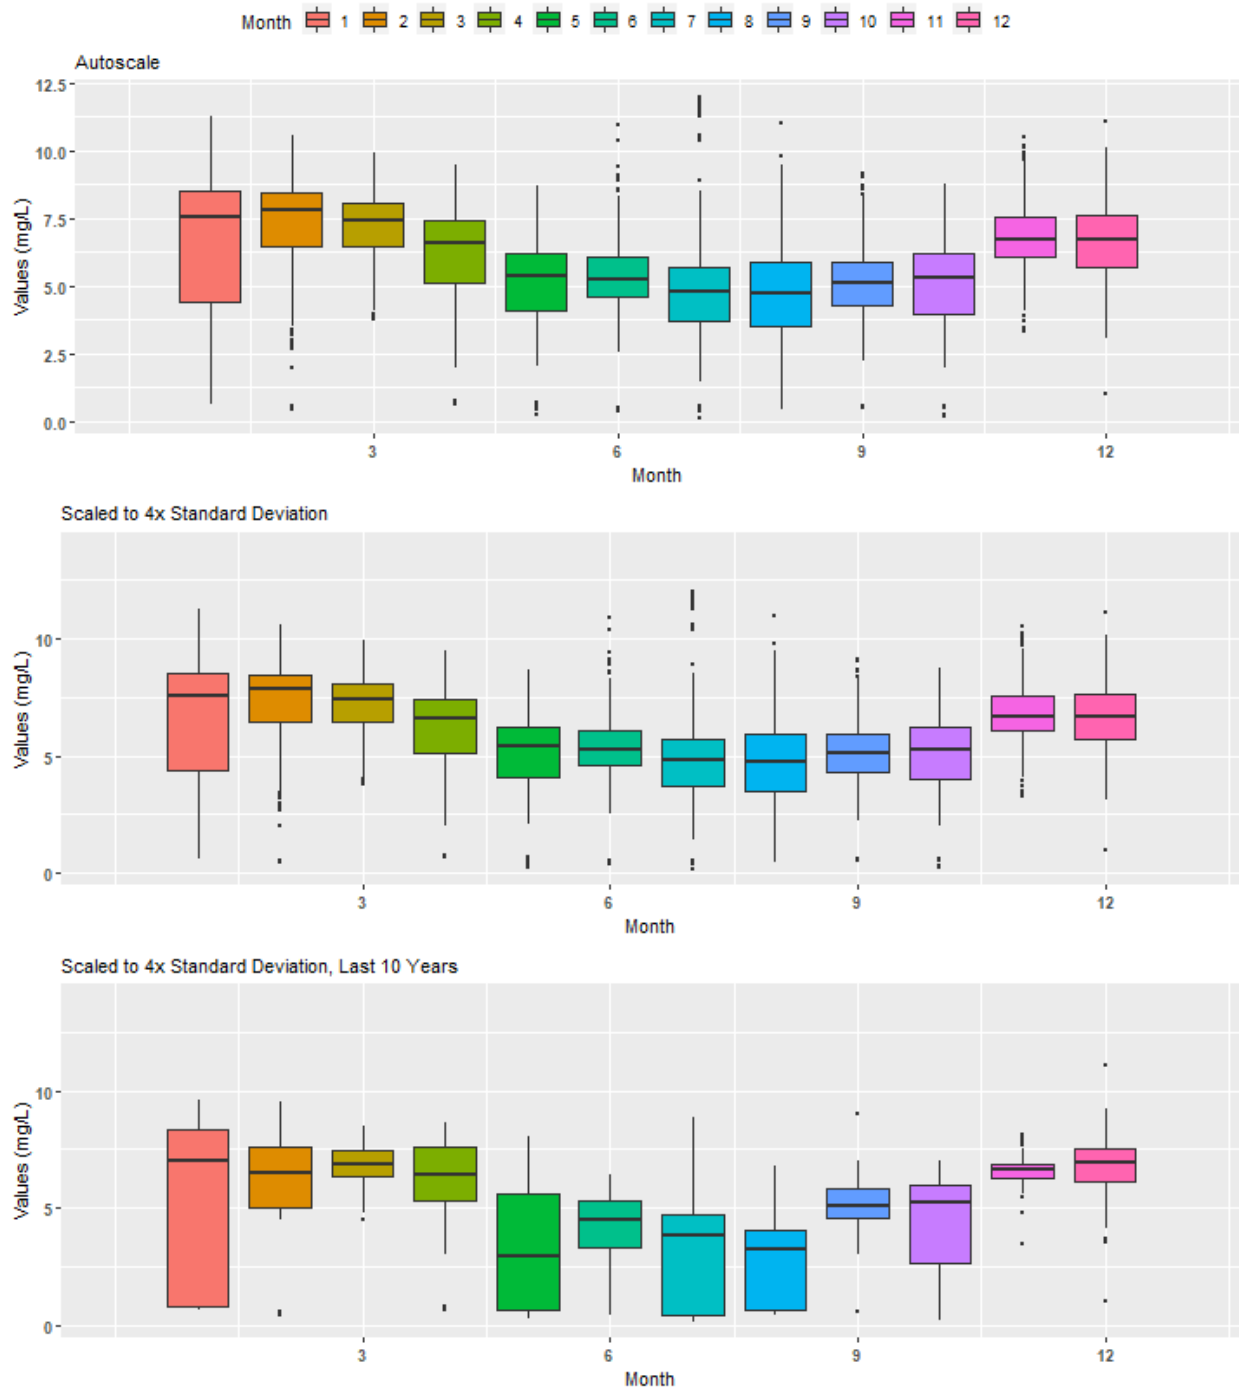 Month 1 2 3 4 5 6 7 8 9 10 11 12
Autoscale
Values (mg/L)
12.5
10.0
7.5
5.0
2.5
0.0
3 6 9 12
Month
Scaled to 4x Standard Deviation
Values (mg/L)
10
5
0
3 6 9 12
Month
Scaled to 4x Standard Deviation, Last 10 Years
Values (mg/L)
10
5
0
3 6 9 12
Month